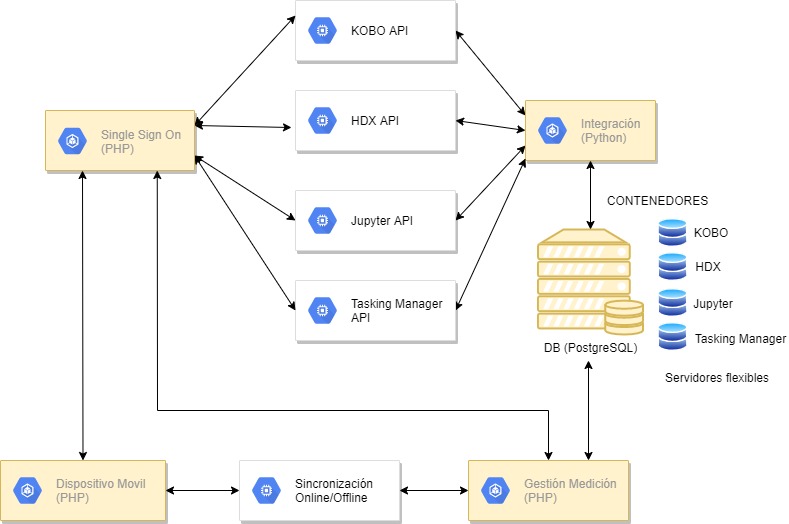 KOBO API
HDX API
Single Sign On
(PHP)
Integración
(Python)
Jupyter API
Tasking Manager
API
CONTENEDORES
KOBO
HDX
Jupyter
Tasking Manager
DB (PostgreSQL)
Servidores flexibles
Dispositivo Movil
(PHP)
Sincronización
Online/Offline
Gestión Medición
(PHP)